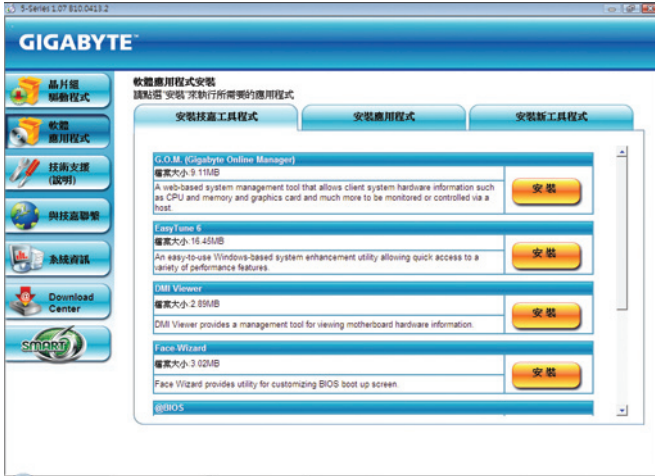 5-Series 1.07 B10.0413.2
GIGABYTE™
晶片組
驅動程式
軟體
應用程式
技術支援
(說明)
與技嘉聯繫
系統資訊
Download
Center
SMART
軟體應用程式安裝
請點選"安裝"來執行所需要的應用程式
安裝技嘉工具程式
安裝應用程式
安裝新工具程式
G.O.M. (Gigabyte Online Manager)
檔案大小:9.11MB
A web-based system management tool that allows client system hardware information such
as CPU and memory and graphics card and much more to be monitored or controlled via a
host.
安裝
EasyTune 6
檔案大小:16.45MB
An easy-to-use Windows-based system enhancement utility allowing quick access to a
variety of performance features.
安裝
DMI Viewer
檔案大小:2.89MB
DMI Viewer provides a management tool for viewing motherboard hardware information.
安裝
Face-Wizard
檔案大小:3.02MB
Face Wizard provides utility for customizing BIOS boot up screen.
安裝
@BIOS